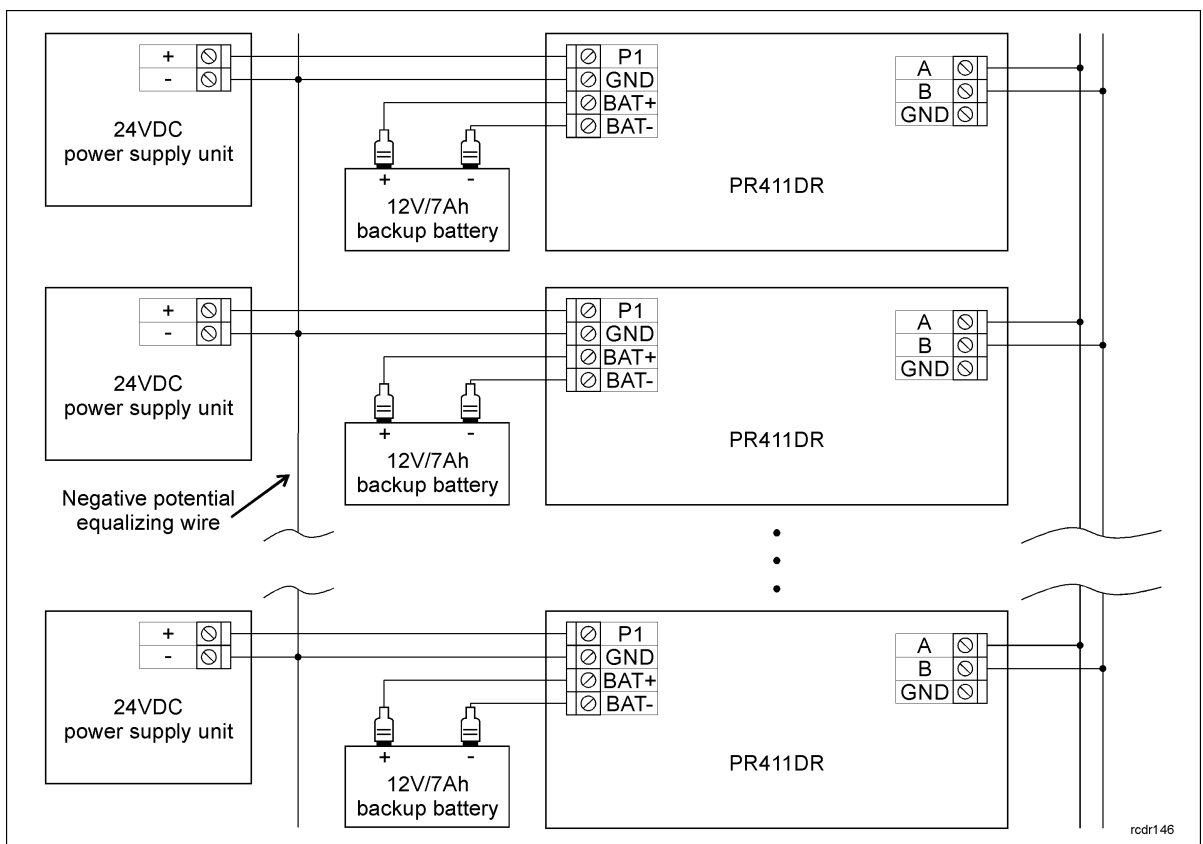 +
-
24VDC
power supply unit
P1
GND
BAT+
BAT-
+ -
12V/7Ah
backup battery
A
B
GND
PR411DR
+
-
24VDC
power supply unit
P1
GND
BAT+
BAT-
+ -
12V/7Ah
backup battery
A
B
GND
PR411DR
Negative potential
equalizing wire
+
-
24VDC
power supply unit
P1
GND
BAT+
BAT-
+ -
12V/7Ah
backup battery
A
B
GND
PR411DR
rcdr146